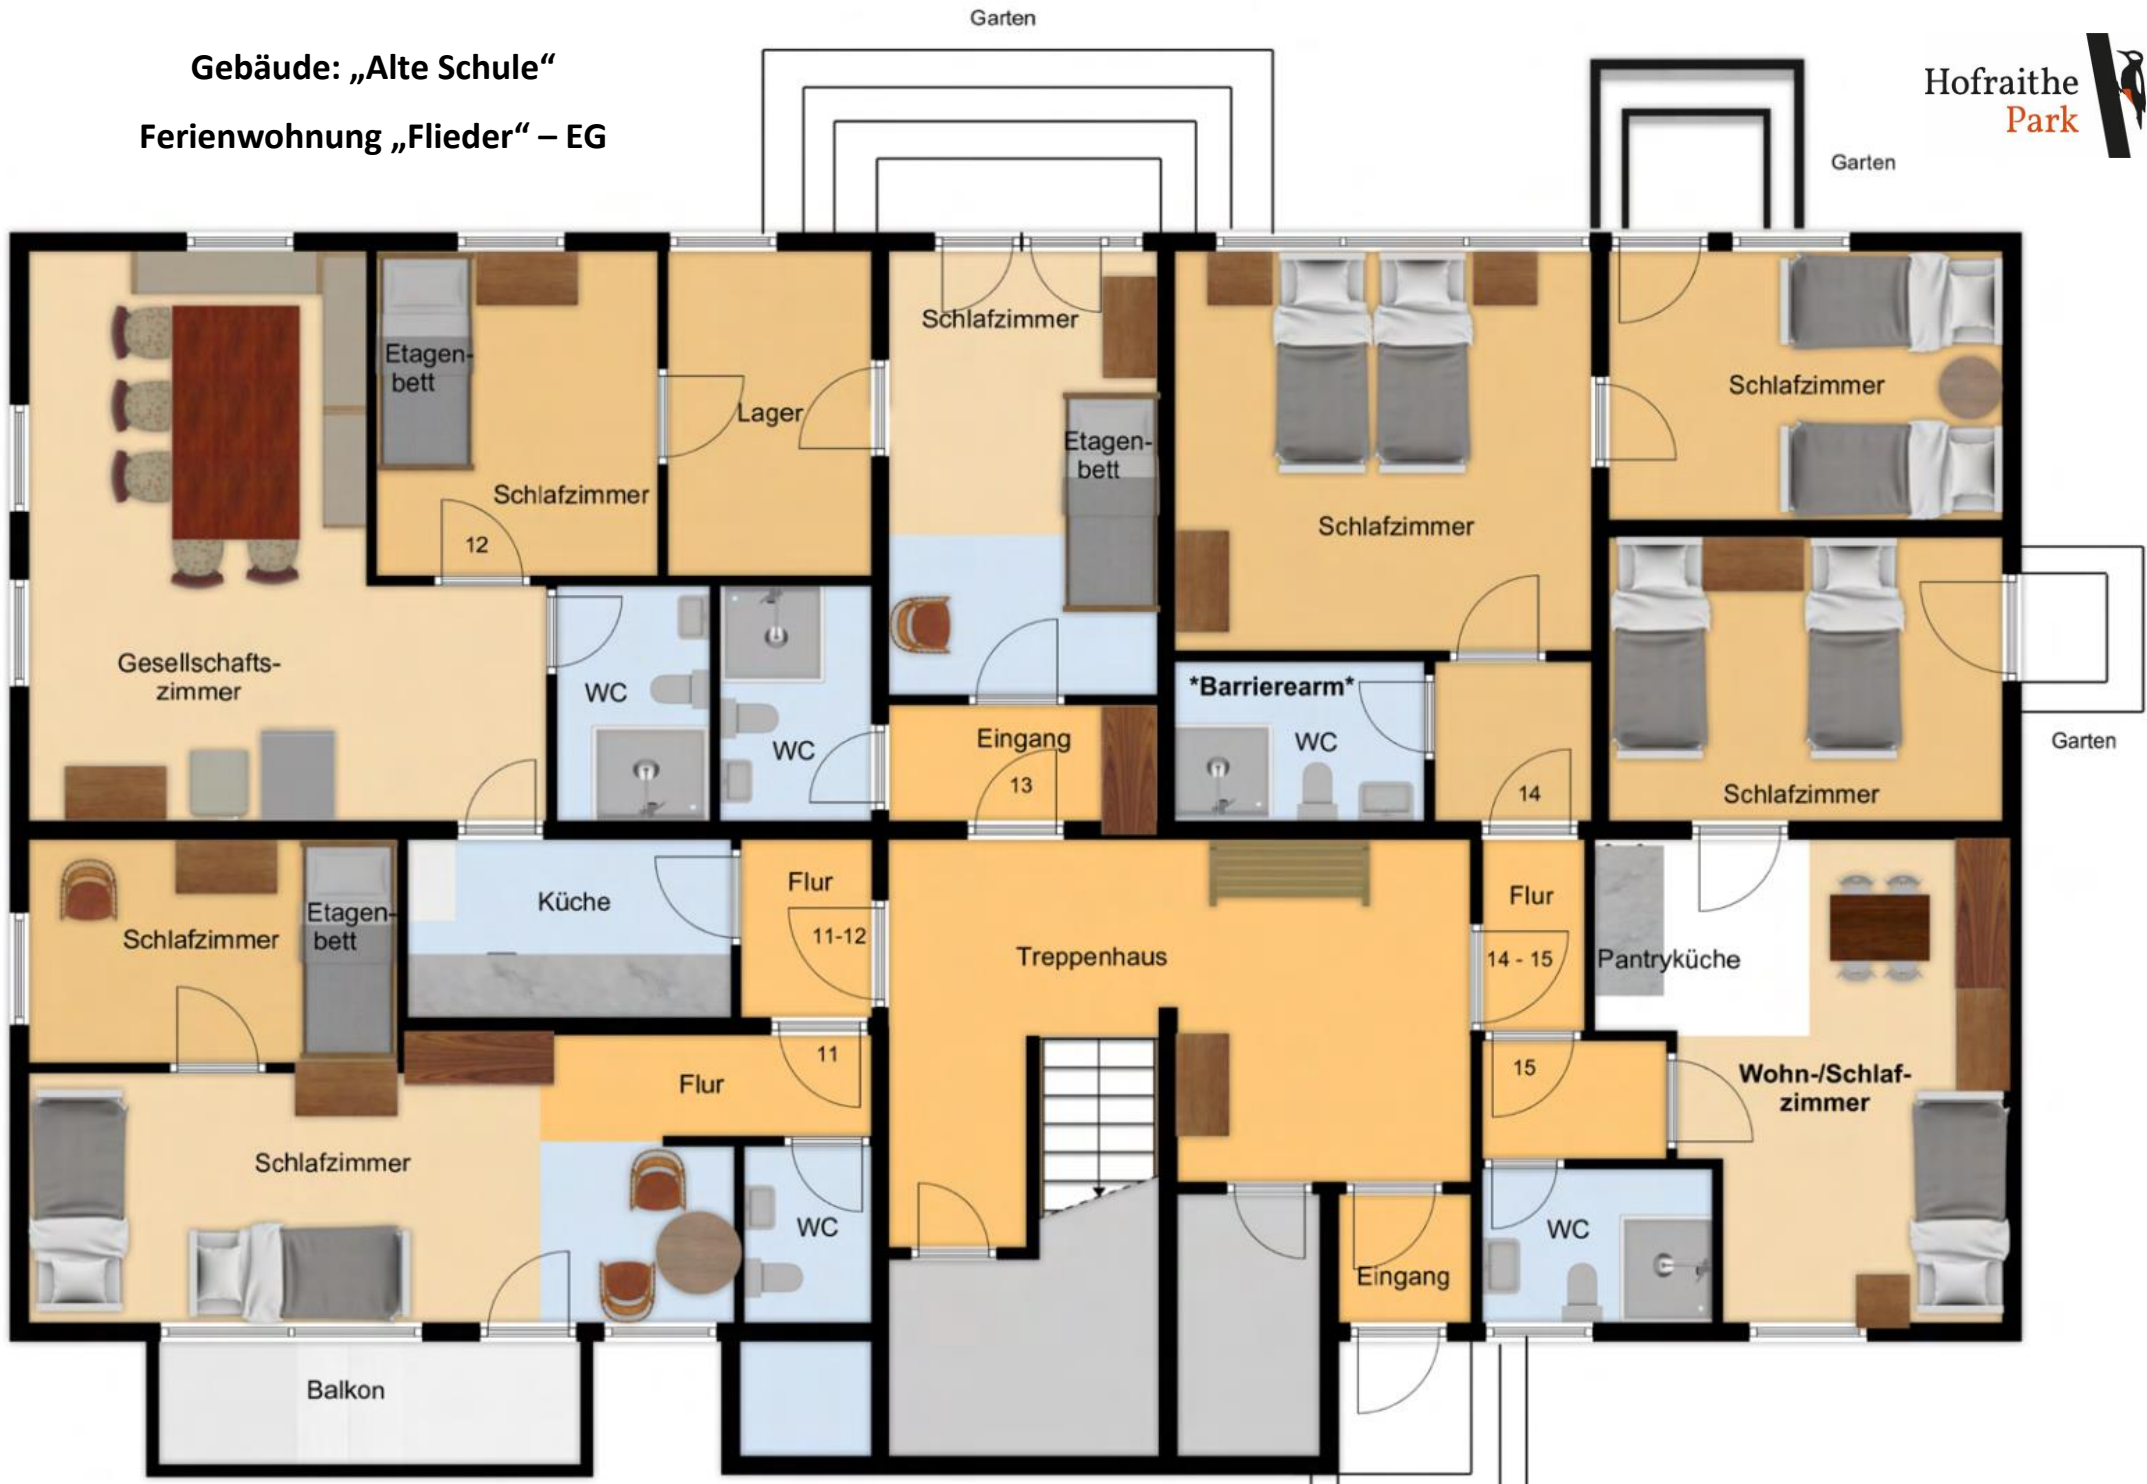 Garten
Gebäude: „Alte Schule“
Ferienwohnung „Flieder“ – EG
Hofraithe
Park
Garten
Schlafzimmer
Etagen-
bett
Lager
Schlafzimmer
12
Etagen-
bett
Schlafzimmer
Schlafzimmer
Gesellschafts-
zimmer
WC
WC
Eingang
13
*Barrierearm*
WC
14
Schlafzimmer
Garten
Schlafzimmer
Etagen-
bett
Küche
Flur
11-12
Treppenhaus
Flur
14 - 15
Pantryküche
11
Flur
15
Wohn-/Schlaf-
zimmer
Schlafzimmer
WC
Eingang
WC
Balkon